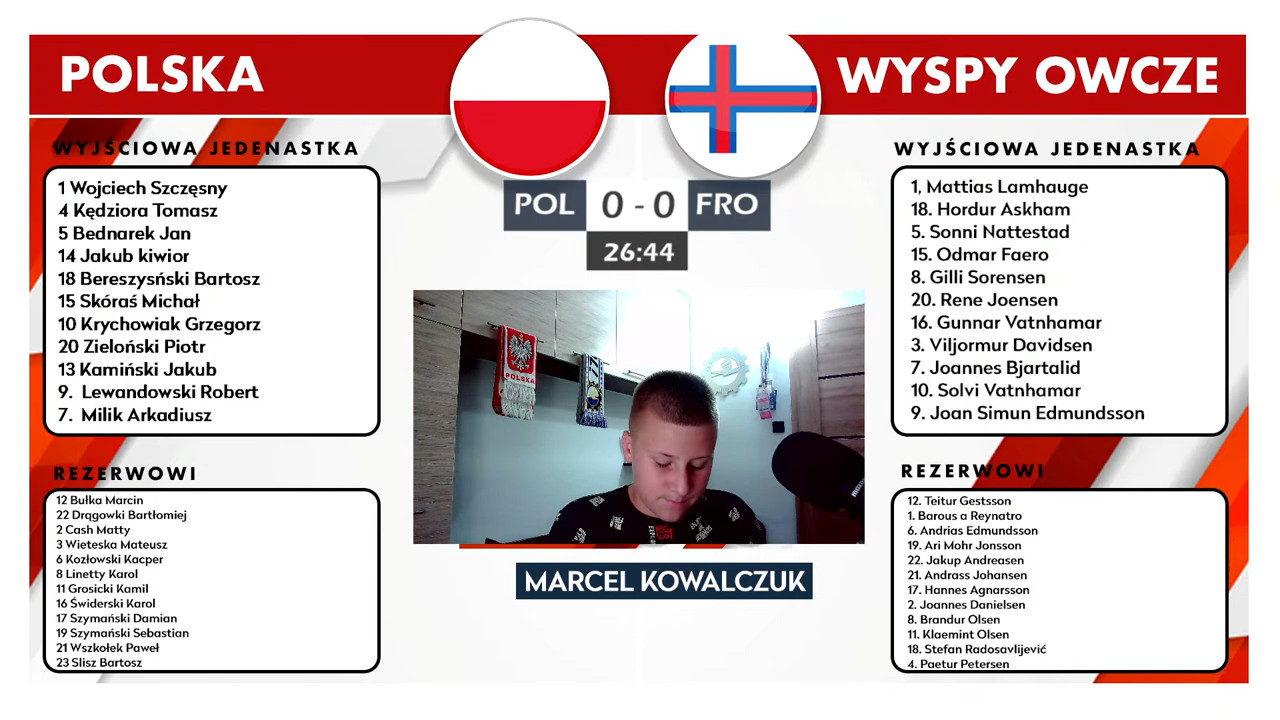 POLSKA
WYSPY OWCZE
WYJŚCIOWA JEDENASTKA
1 Wojciech Szczęsny
4 Kędziora Tomasz
5 Bednarek Jan
14 Jakub kiwior
18 Bereszysński Bartosz
15 Skóraś Michał
10 Krychowiak Grzegorz
20 Zieloński Piotr
13 Kamiński Jakub
9. Lewandowski Robert
7. Milik Arkadiusz
REZERWOWI
12 Bułka Marcin
22 Drągowki Bartłomiej
2 Cash Matty
3 Wieteska Mateusz
6 Kozłowski Kacper
8 Linetty Karol
11 Grosicki Kamil
16 Świderski Karol
17 Szymański Damian
19 Szymański Sebastian
21 Wszkołek Paweł
23 Slisz Bartosz
POL 0 - 0 FRO
26:44
POLSKA
MARCEL KOWALCZUK
WYJŚCIOWA JEDENASTKA
1, Mattias Lamhauge
18. Hordur Askham
5. Sonni Nattestad
15. Odmar Faero
8. Gilli Sorensen
20. Rene Joensen
16. Gunnar Vatnhamar
3. Viljormur Davidsen
7. Joannes Bjartalid
10. Solvi Vatnhamar
9. Joan Simun Edmundsson
REZERWOWI
12. Teitur Gestsson
1. Barous a Reynatro
6. Andrias Edmundsson
19. Ari Mohr Jonsson
22. Jakup Andreasen
21. Andrass Johansen
17. Hannes Agnarsson
2. Joannes Danielsen
8. Brandur Olsen
11. Klaemint Olsen
18. Stefan Radosavlijević
4. Paetur Petersen